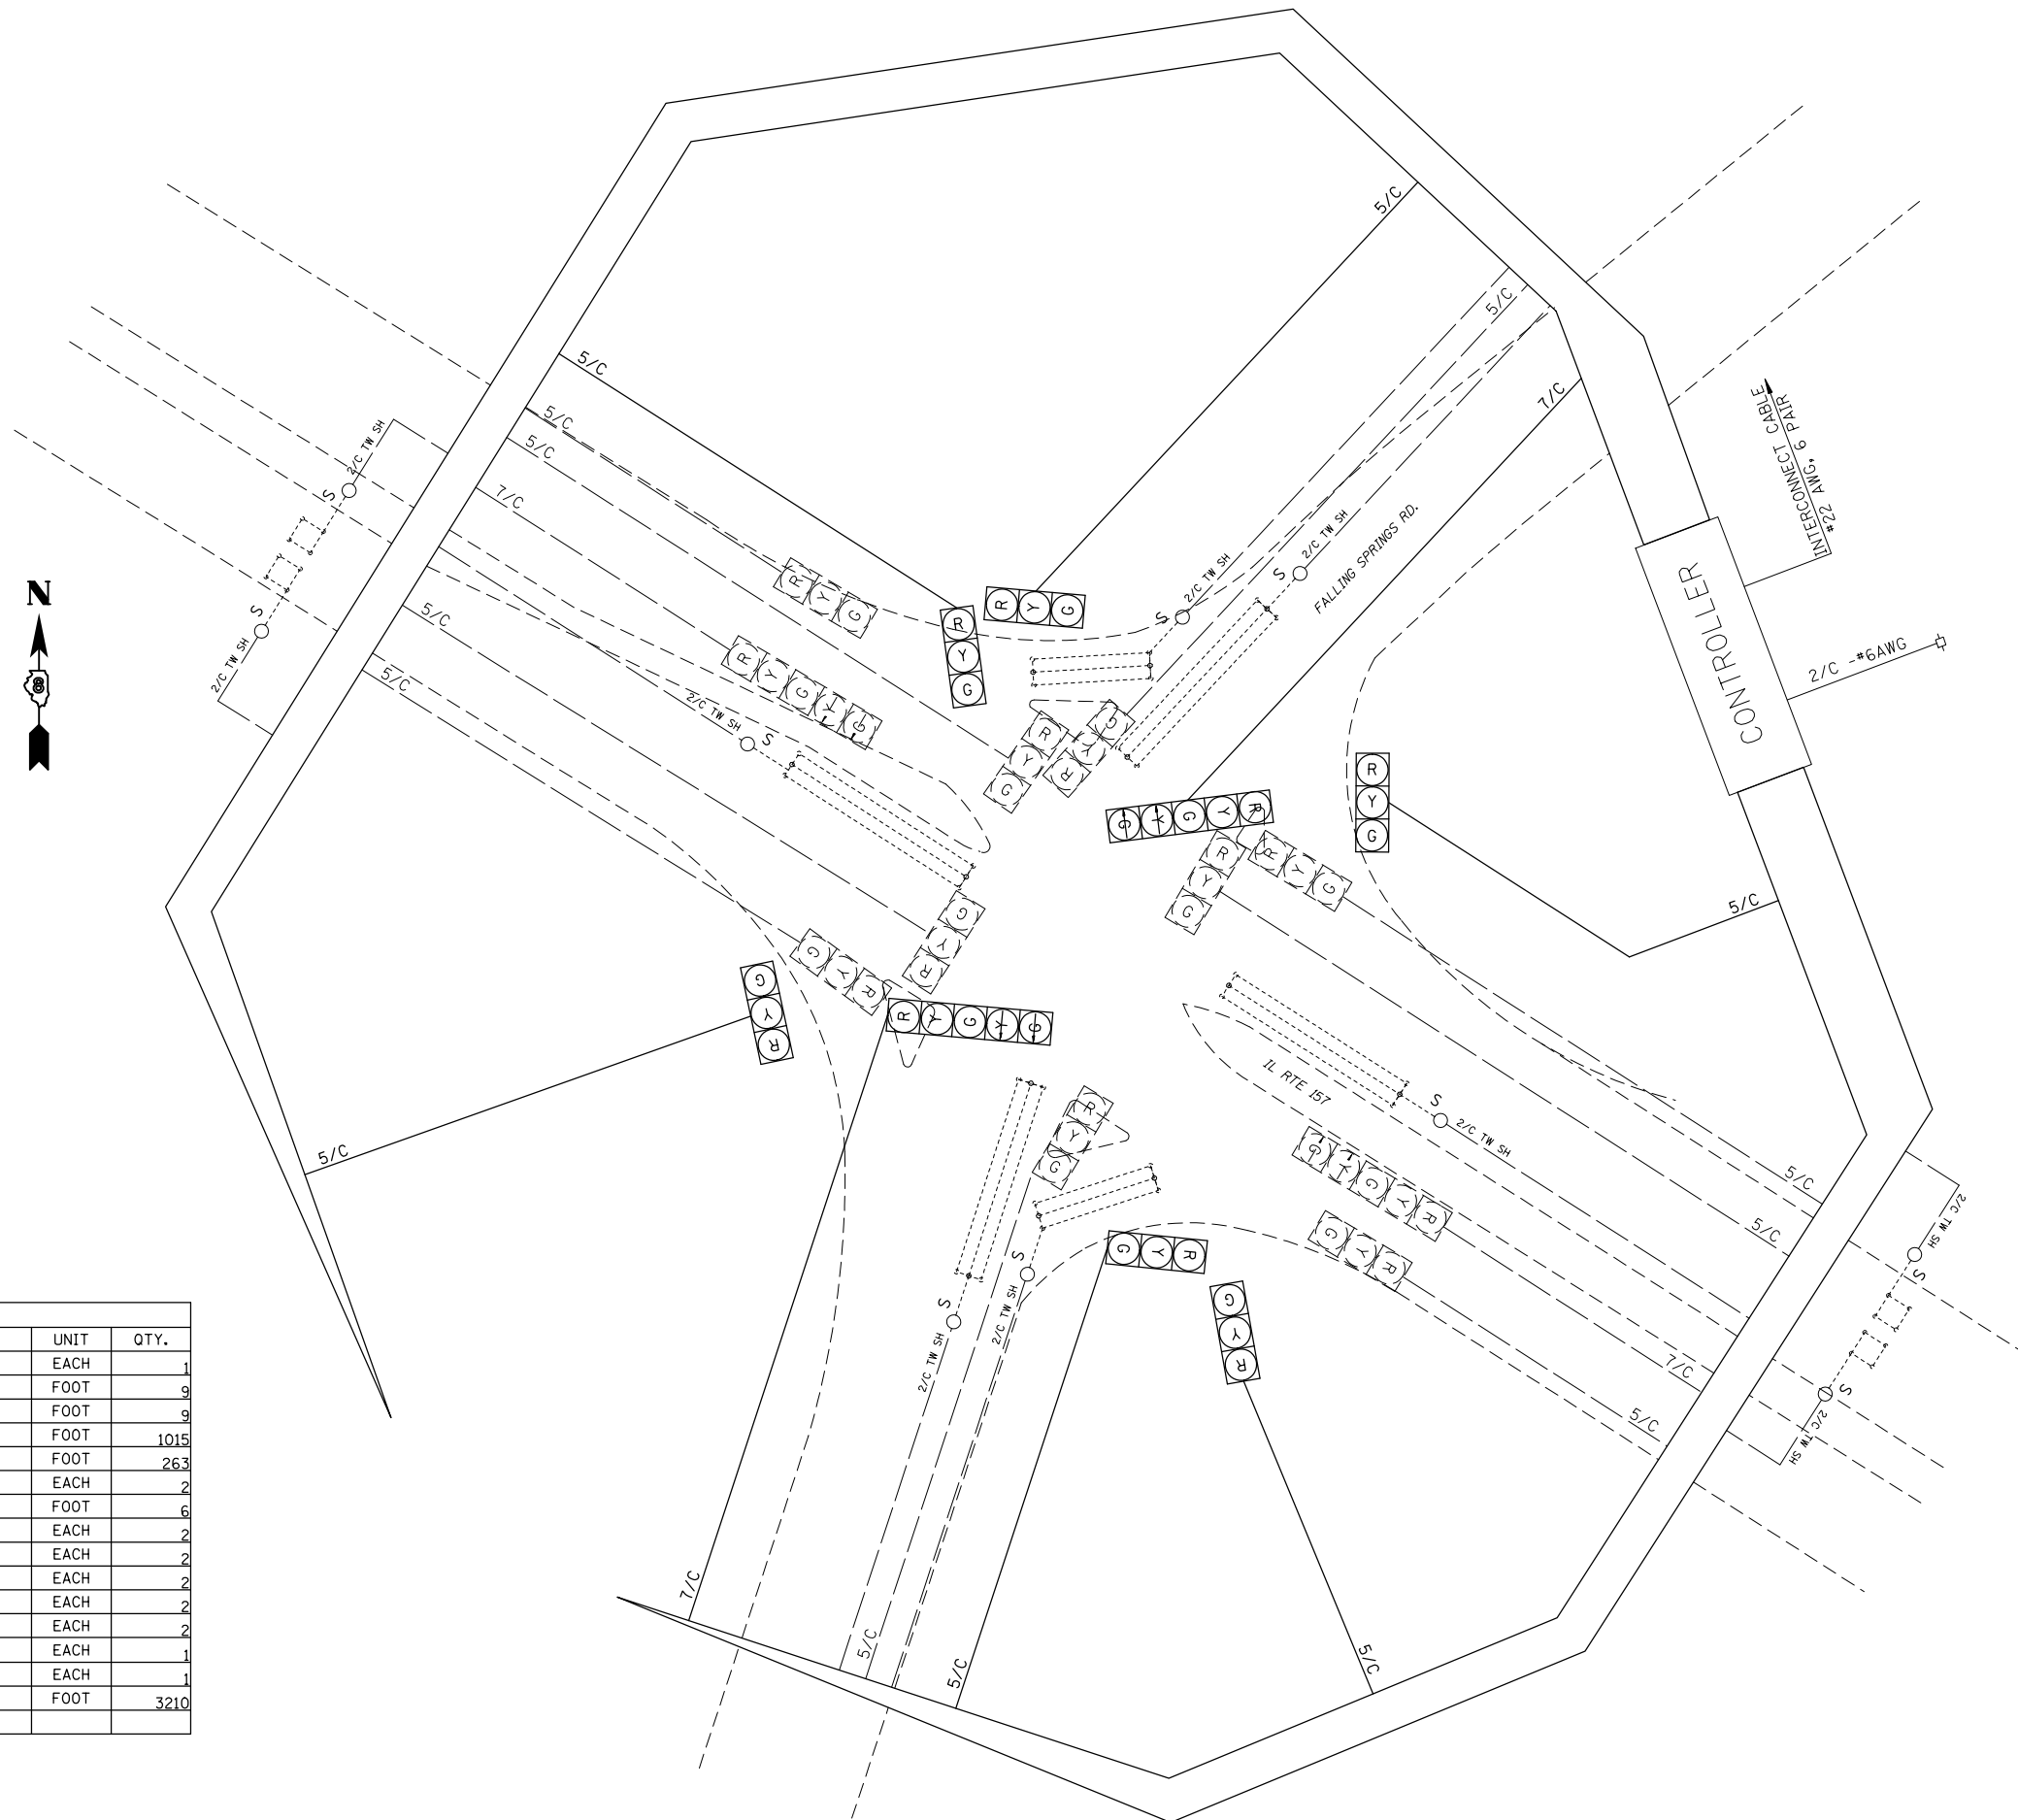 5/C
5/C
5/C
5/C
5/C
5/C
7/C
7/C
2/C TW SH
S
S
2/C TW SH
2/C TW SH
S
2/C TW SH
S
FALLING SPRINGS RD.
INTERCONNECT CABLE
#22 AWG, 6 PAIR
CONTROLLER
2/C -#6AWG
N
8
R Y G
R Y G
R Y G
R Y G Y G
2/C TW SH
S
5/C
5/C
R Y G
R Y G
R Y G Y G
R Y G
R Y G
R Y G
5/C
R Y G
R Y G
R Y G
R Y G Y G
5/C
IL RTE 157
S
2/C TW SH
R Y G
R Y G Y G
R Y G
R Y G
R Y G
5/C
5/C
7/C
5/C
2/C TW SH
S
S
2/C TW SH
S
2/C TW SH
S
2/C TW SH
7/C
5/C
5/C
5/C
UNIT QTY.
EACH 1
FOOT 9
FOOT 9
FOOT 1015
FOOT 263
EACH 2
FOOT 6
EACH 2
EACH 2
EACH 2
EACH 2
EACH 2
EACH 1
EACH 1
FOOT 3210